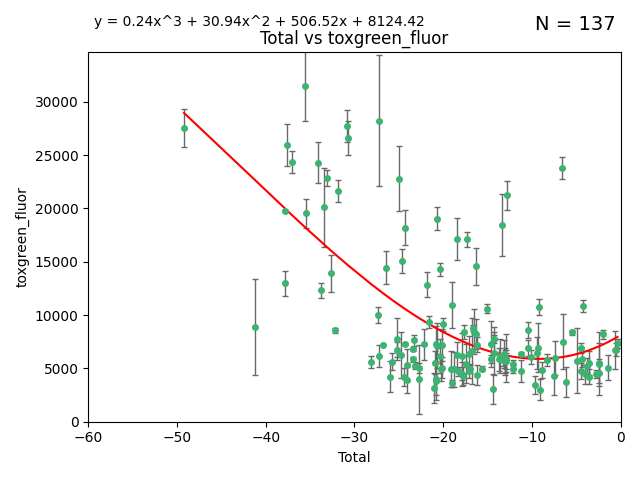 y = 0.24x^3 + 30.94x^2 + 506.52x + 8124.42
N = 137
Total vs toxgreen_fluor
toxgreen_fluor
30000
25000
20000
15000
10000
5000
0
−60 −50 −40 −30 −20 −10 0
Total